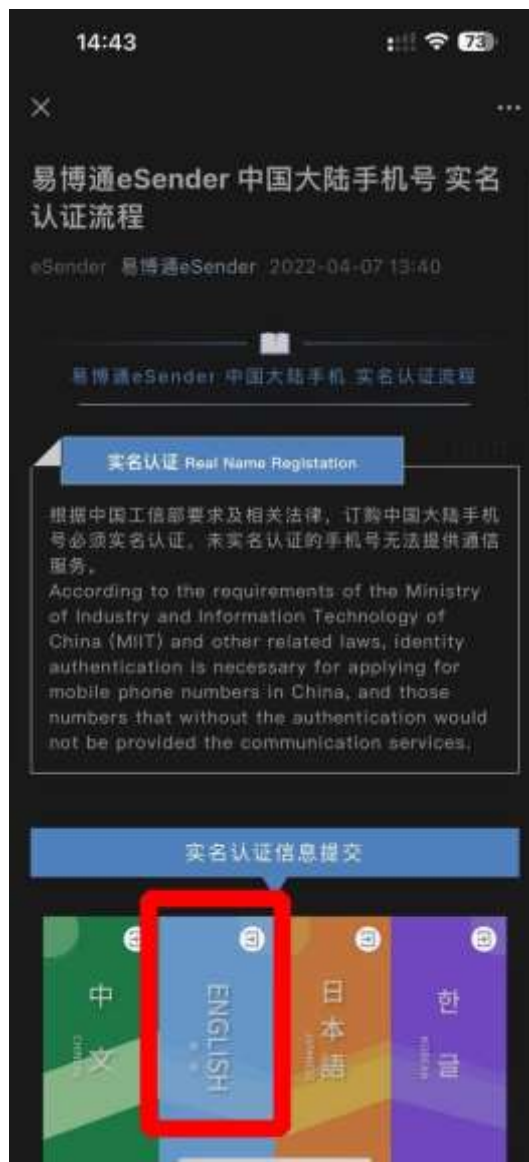 14:43
73
易博通eSender 中国大陆手机号 实名
认证流程
eSender 易博通eSender 2022-04-07 13:40
易博通eSender 中国大陆手机 实名认证流程
实名认证 Real Name Registation
根据中国工信部要求及相关法律，订购中国大陆手机
号必须实名认证，未实名认证的手机号无法提供通信
服务。
According to the requirements of the Ministry
of Industry and Information Technology of
China (MIIT) and other related laws, identity
authentication is necessary for applying for
mobile phone numbers in China, and those
numbers that without the authentication would
not be provided the communication services.
实名认证信息提交
中文
CHINESE
ENGLISH
日本語
한글
KOREAN